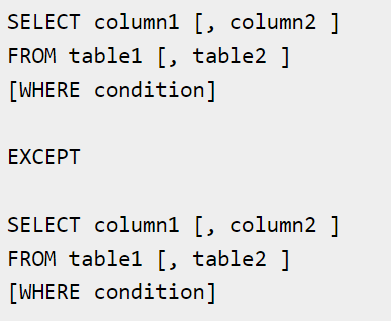 SELECT column1 [, column2 ]
FROM table1 [, table2 ]
[WHERE condition]
EXCEPT
SELECT column1 [, column2 ]
FROM table1 [, table2 ]
[WHERE condition]